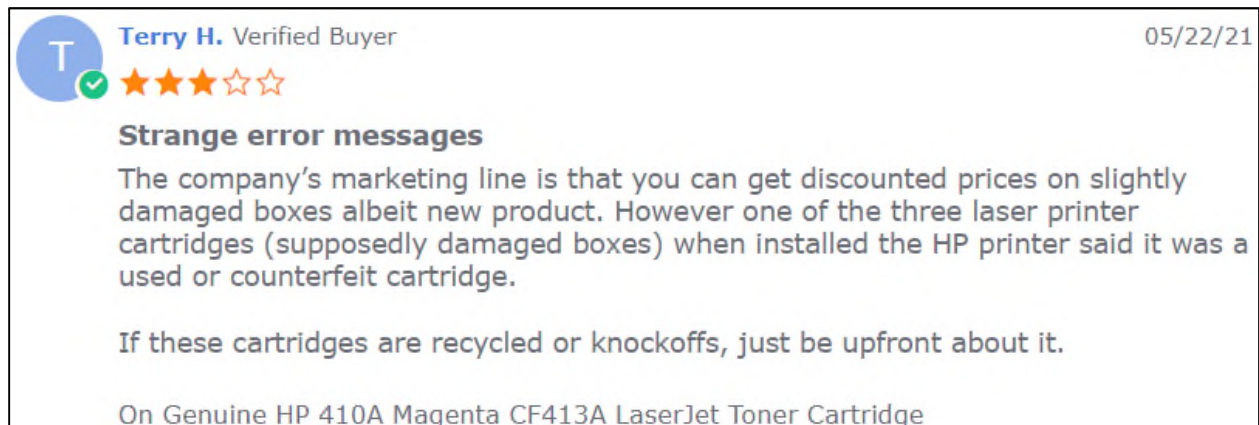 T
Terry H. Verified Buyer
05/22/21
Strange error messages
The company’s marketing line is that you can get discounted prices on slightly
damaged boxes albeit new product. However one of the three laser printer
cartridges (supposedly damaged boxes) when installed the HP printer said it was a
used or counterfeit cartridge.
If these cartridges are recycled or knockoffs, just be upfront about it.
On Genuine HP 410A Magenta CF413A LaserJet Toner Cartridge